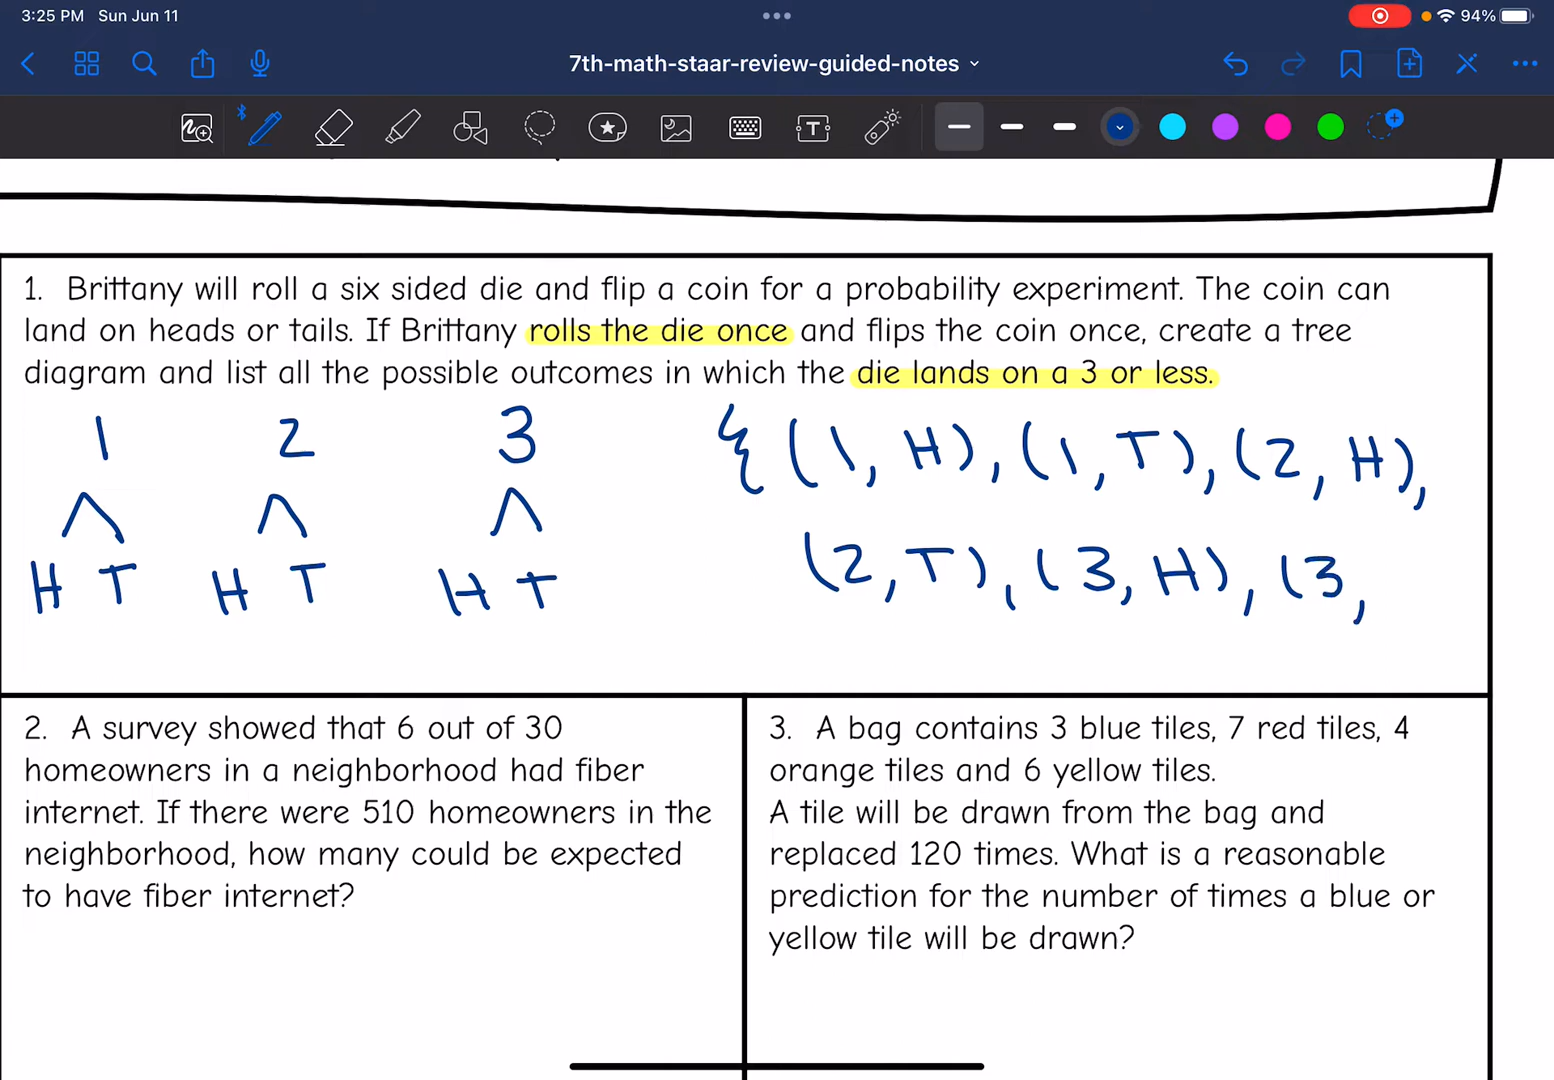 3:25 PM Sun Jun 11
94%
7th-math-staar-review-guided-notes
T
1. Brittany will roll a six sided die and flip a coin for a probability experiment. The coin can
land on heads or tails. If Brittany rolls the die once and flips the coin once, create a tree
diagram and list all the possible outcomes in which the die lands on a 3 or less.
1 2 3
H T H T H T
{ (1, H), (1, T), (2, H),
(2, T), (3, H), (3,
2. A survey showed that 6 out of 30
homeowners in a neighborhood had fiber
internet. If there were 510 homeowners in the
neighborhood, how many could be expected
to have fiber internet?
3. A bag contains 3 blue tiles, 7 red tiles, 4
orange tiles and 6 yellow tiles.
A tile will be drawn from the bag and
replaced 120 times. What is a reasonable
prediction for the number of times a blue or
yellow tile will be drawn?